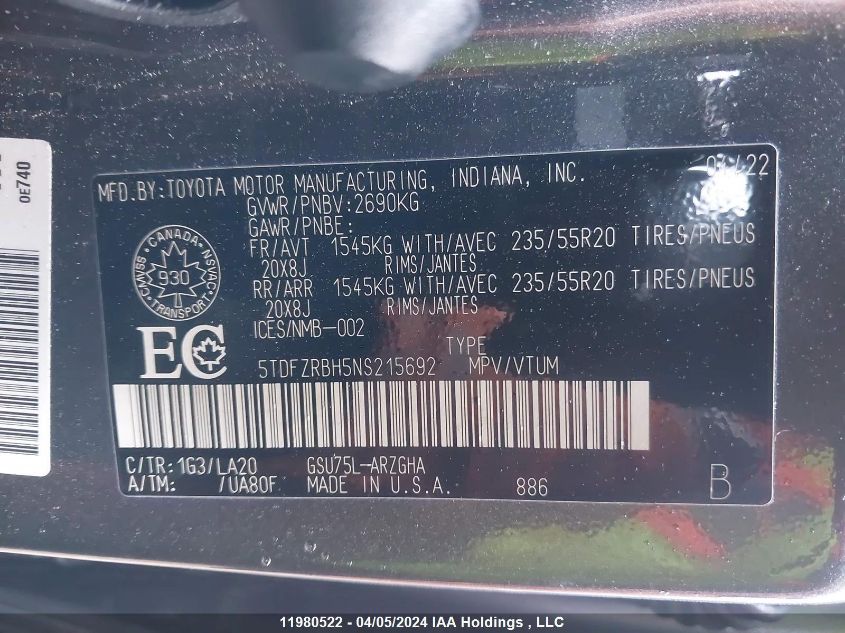 0E740
MFD.BY:TOYOTA MOTOR MANUFACTURING, INDIANA, INC.
GVWR/PNBV:2690KG
GAWR/PNBE:
FR/AVT 1545KG WITH/AVEC 235/55R20 TIRES/PNEUS
20X8J RIMS/JANTES
RR/ARR 1545KG WITH/AVEC 235/55R20 TIRES/PNEUS
20X8J RIMS/JANTES
ICES/NMB-002
CANADA
CMVSS NSVAC
930
TRANSPORT
EC
TYPE
5TDFZRBH5NS215692 MPV/VTUM
C/TR:1G3/LA20 GSU75L-ARZGHA
A/TM: /UA80F MADE IN U.S.A. 886 B
11980522 - 04/05/2024 IAA Holdings , LLC